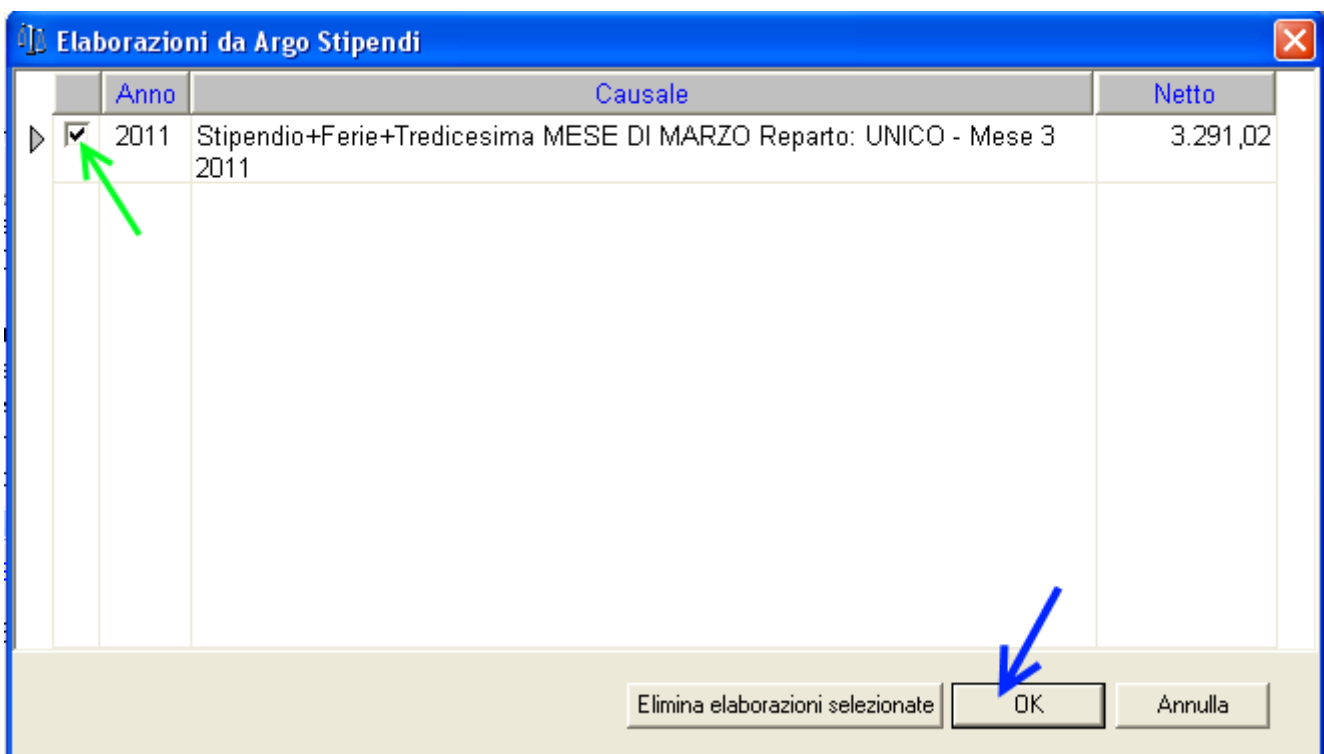 Elaborazioni da Argo Stipendi
Anno Causale Netto
2011 Stipendio+Ferie+Tredicesima MESE DI MARZO Reparto: UNICO - Mese 3 3.291,02
2011
Elimina elaborazioni selezionate OK Annulla